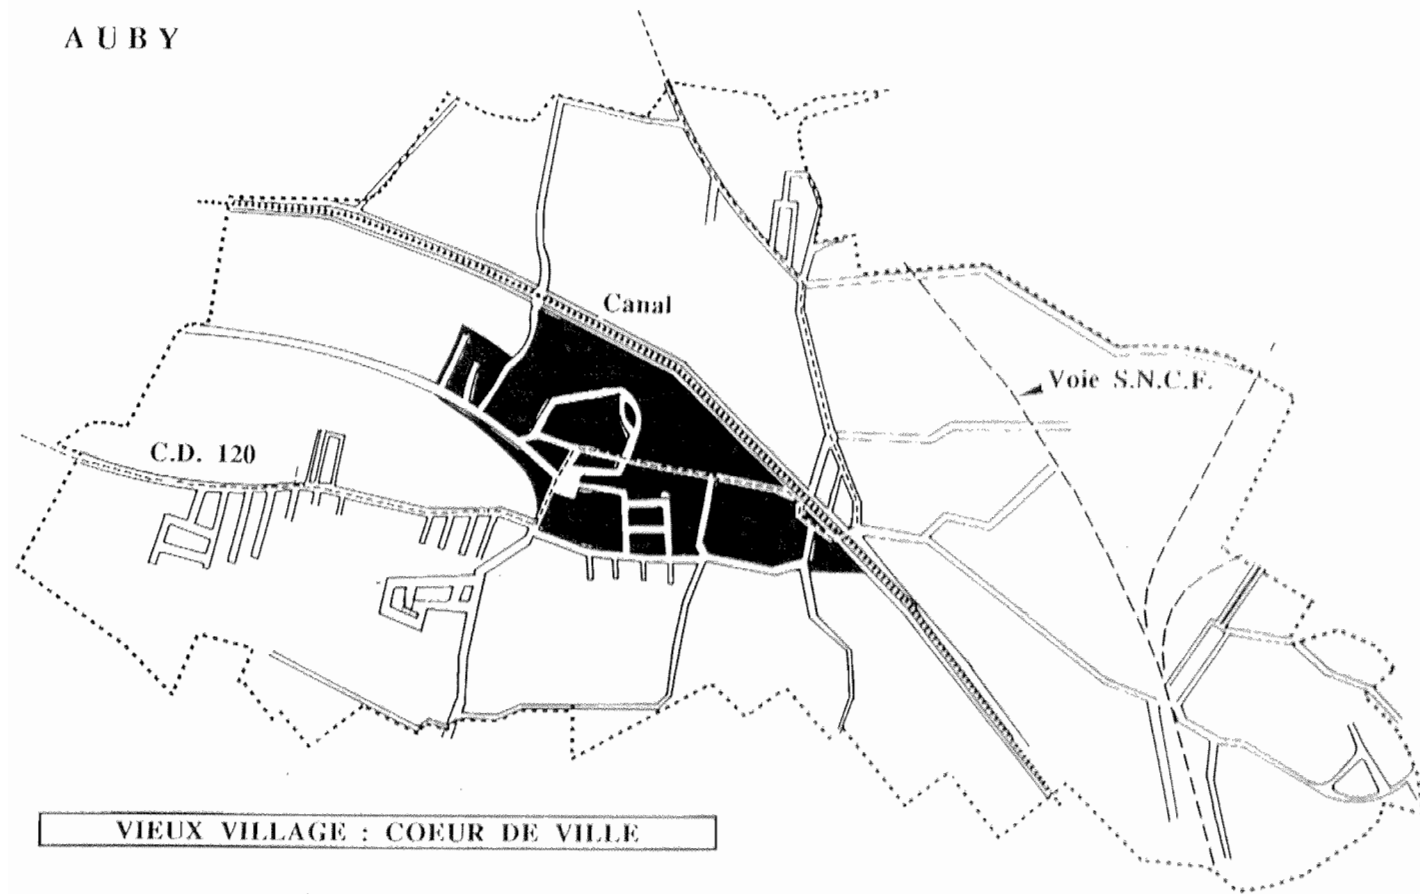 AUBY
Canal
Voie S.N.C.F.
C.D. 120
VIEUX VILLAGE : COEUR DE VILLE